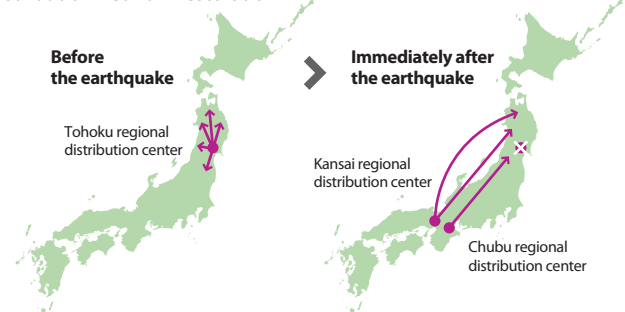 Before
the earthquake
Immediately after
the earthquake
Tohoku regional
distribution center
Kansai regional
distribution center
Chubu regional
distribution center